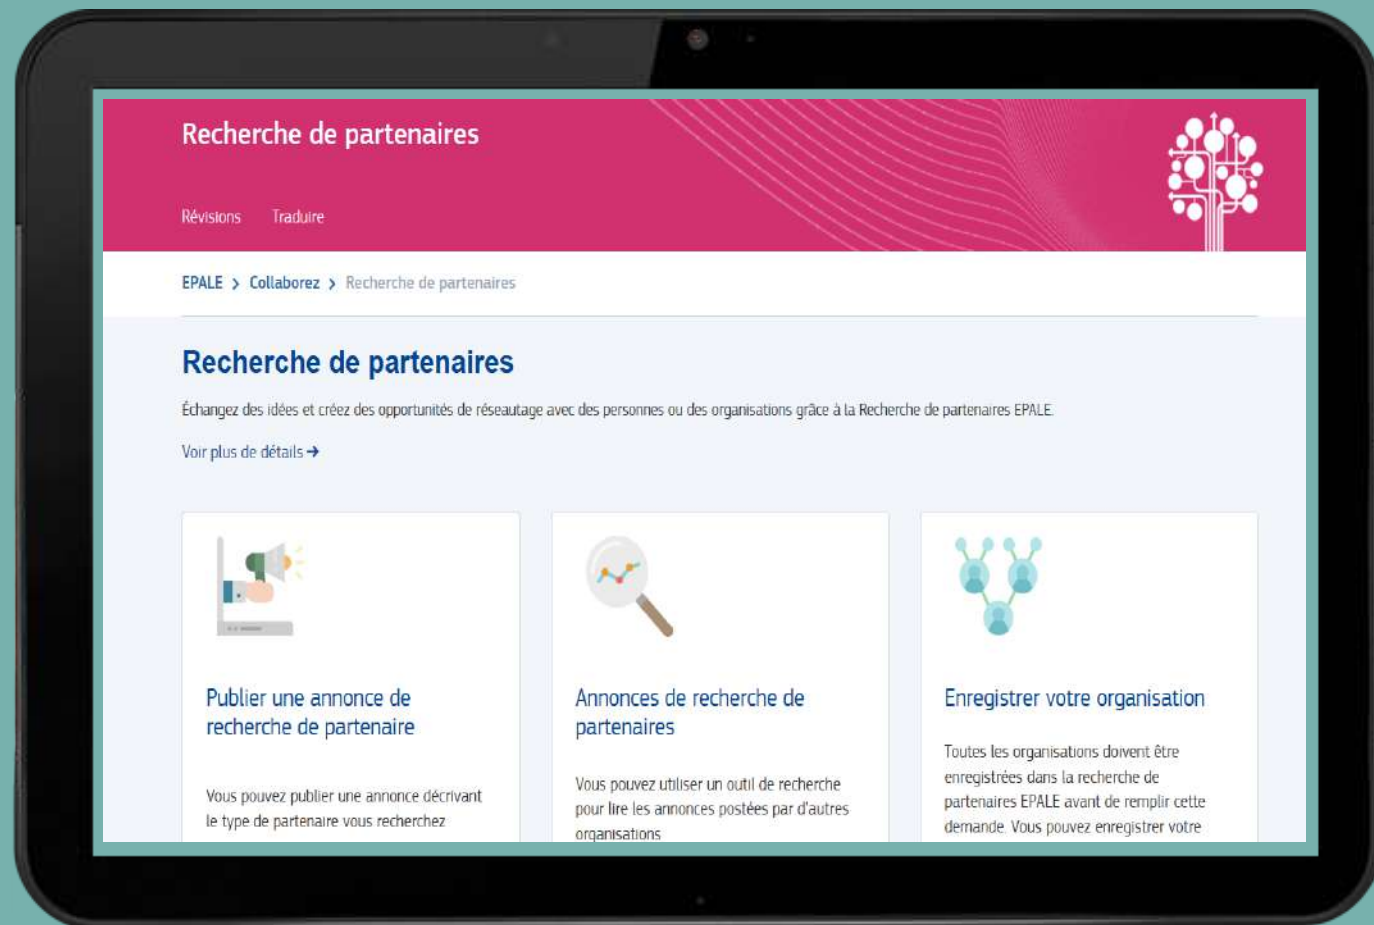 Recherche de partenaires
Révisions Traduire
EPALE > Collaborez > Recherche de partenaires
Recherche de partenaires
Échangez des idées et créez des opportunités de réseautage avec des personnes ou des organisations grâce à la Recherche de partenaires EPALE.
Voir plus de détails →
Publier une annonce de
recherche de partenaire
Vous pouvez publier une annonce décrivant
le type de partenaire vous recherchez
Annonces de recherche de
partenaires
Vous pouvez utiliser un outil de recherche
pour lire les annonces postées par d'autres
organisations
Enregistrer votre organisation
Toutes les organisations doivent être
enregistrées dans la recherche de
partenaires EPALE avant de remplir cette
demande. Vous pouvez enregistrer votre